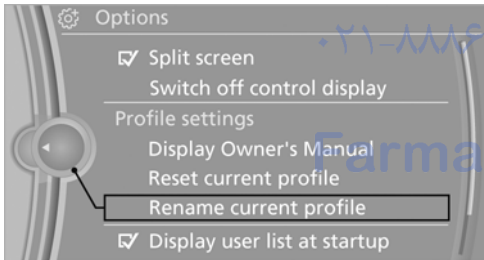 Options
۰۲۱-۸۸۸۶
Split screen
Switch off control display
Profile settings
Display Owner's Manual
Farma
Reset current profile
Rename current profile
Display user list at startup